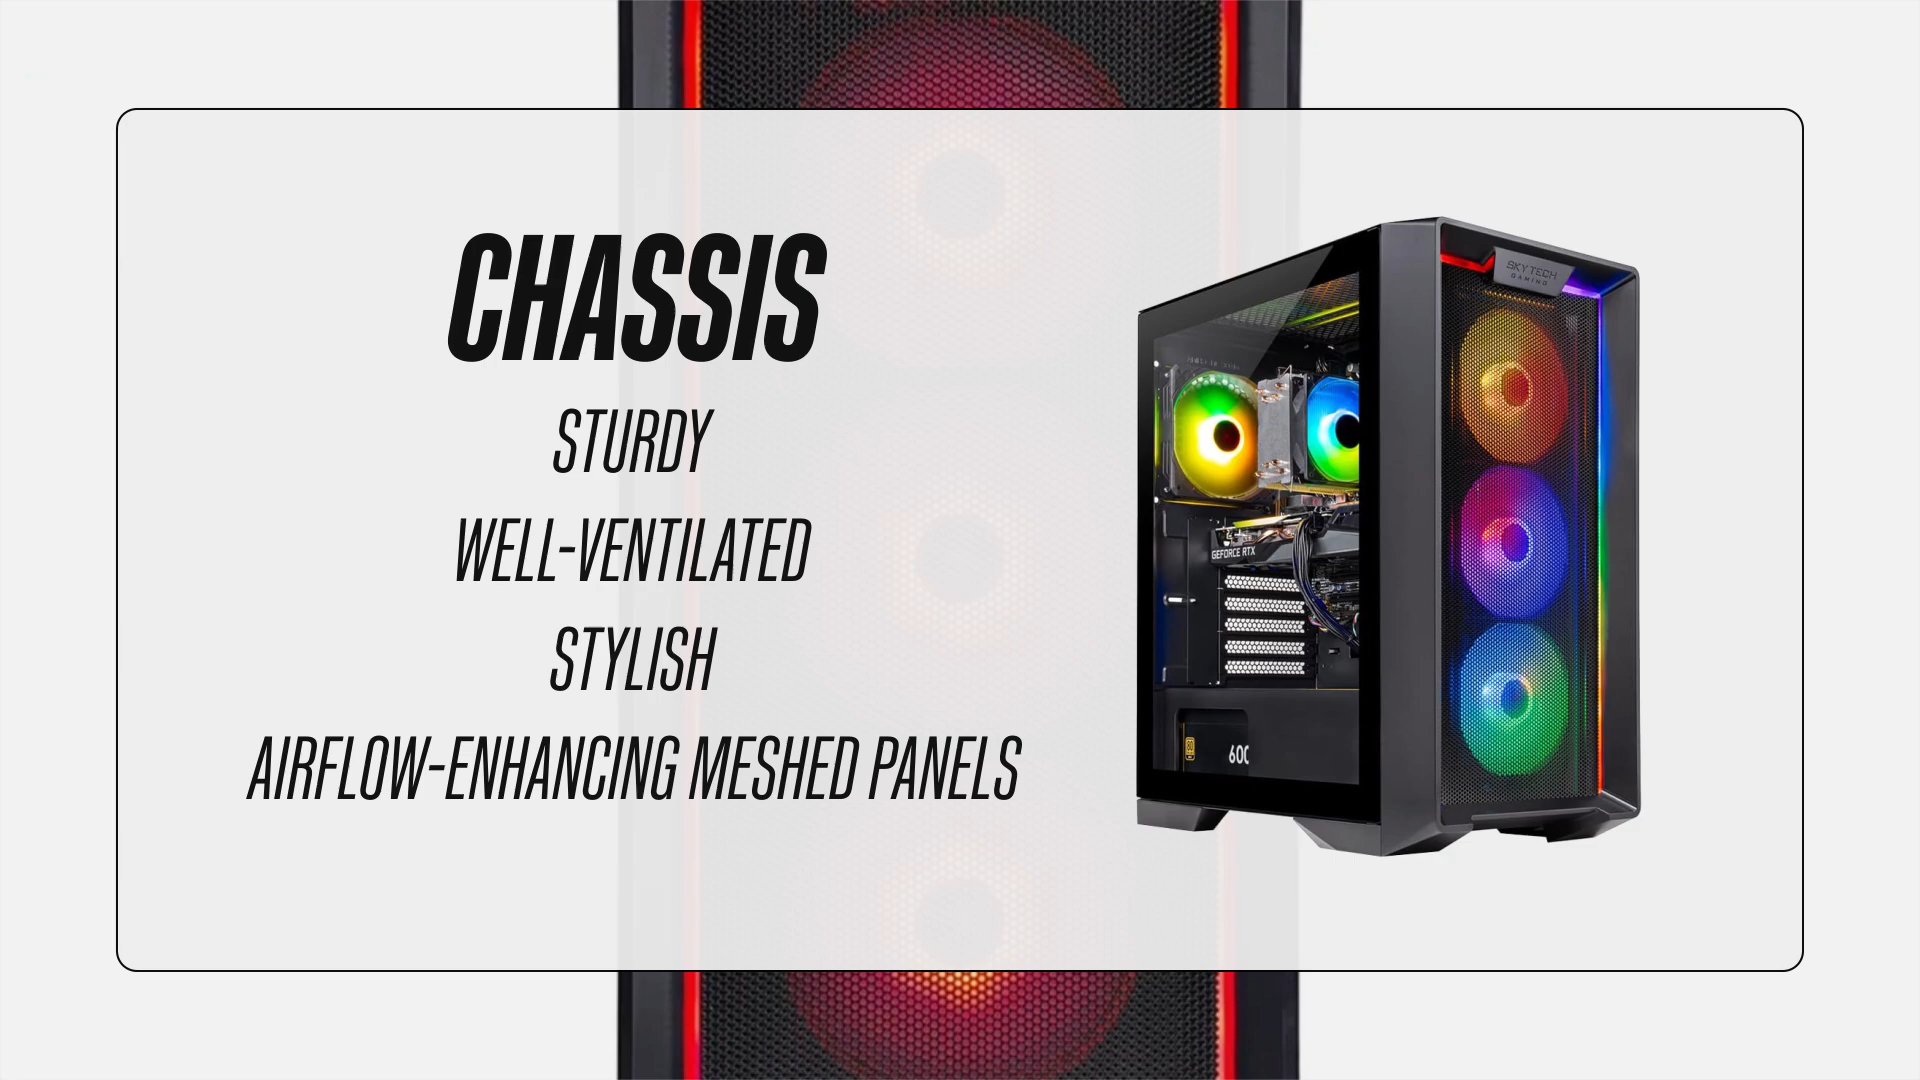 CHASSIS
STURDY
WELL-VENTILATED
STYLISH
AIRFLOW-ENHANCING MESHED PANELS
SKYTECH
GAMING
GEFORCE RTX
600